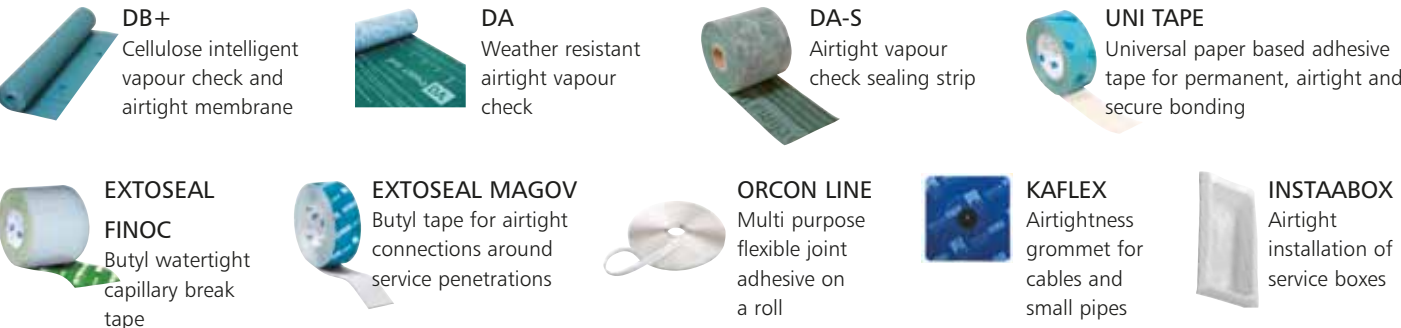 DB+
Cellulose intelligent
vapour check and
airtight membrane
DA
Weather resistant
airtight vapour
check
DA-S
Airtight vapour
check sealing strip
UNI TAPE
Universal paper based adhesive
tape for permanent, airtight and
secure bonding
EXTOSEAL
FINOC
Butyl watertight
capillary break
tape
EXTOSEAL MAGOV
Butyl tape for airtight
connections around
service penetrations
ORCON LINE
Multi purpose
flexible joint
adhesive on
a roll
KAFLEX
Airtightness
grommet for
cables and
small pipes
INSTAABOX
Airtight
installation of
service boxes
DA